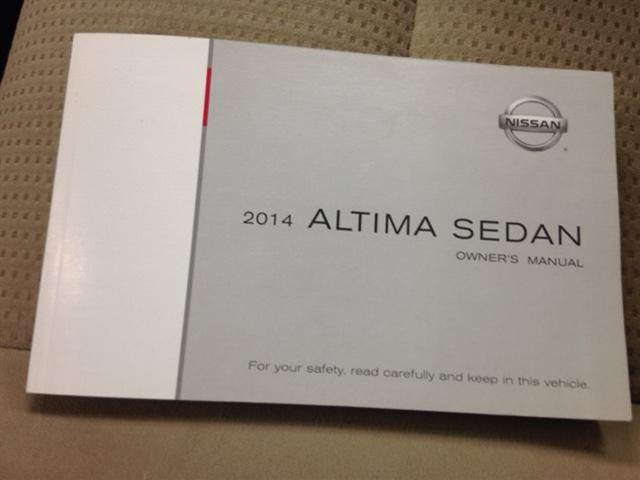 NISSAN
2014 ALTIMA SEDAN
OWNER'S MANUAL
For your safety, read carefully and keep in this vehicle.